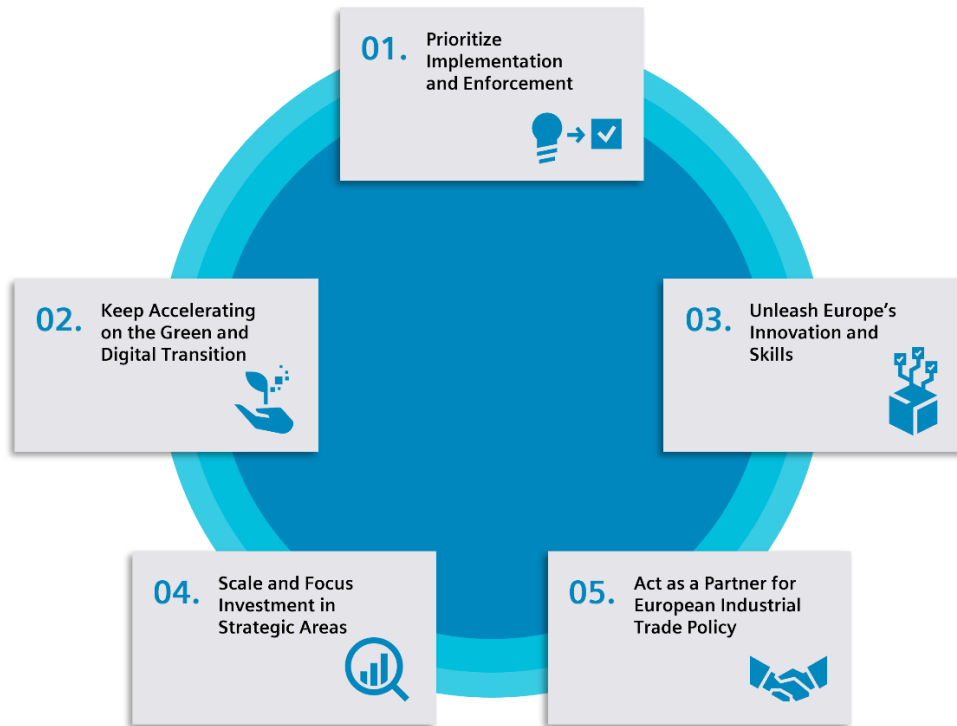 01.
Prioritize
Implementation
and Enforcement
02.
Keep Accelerating
on the Green and
Digital Transition
03.
Unleash Europe’s
Innovation and
Skills
04.
Scale and Focus
Investment in
Strategic Areas
05.
Act as a Partner for
European Industrial
Trade Policy